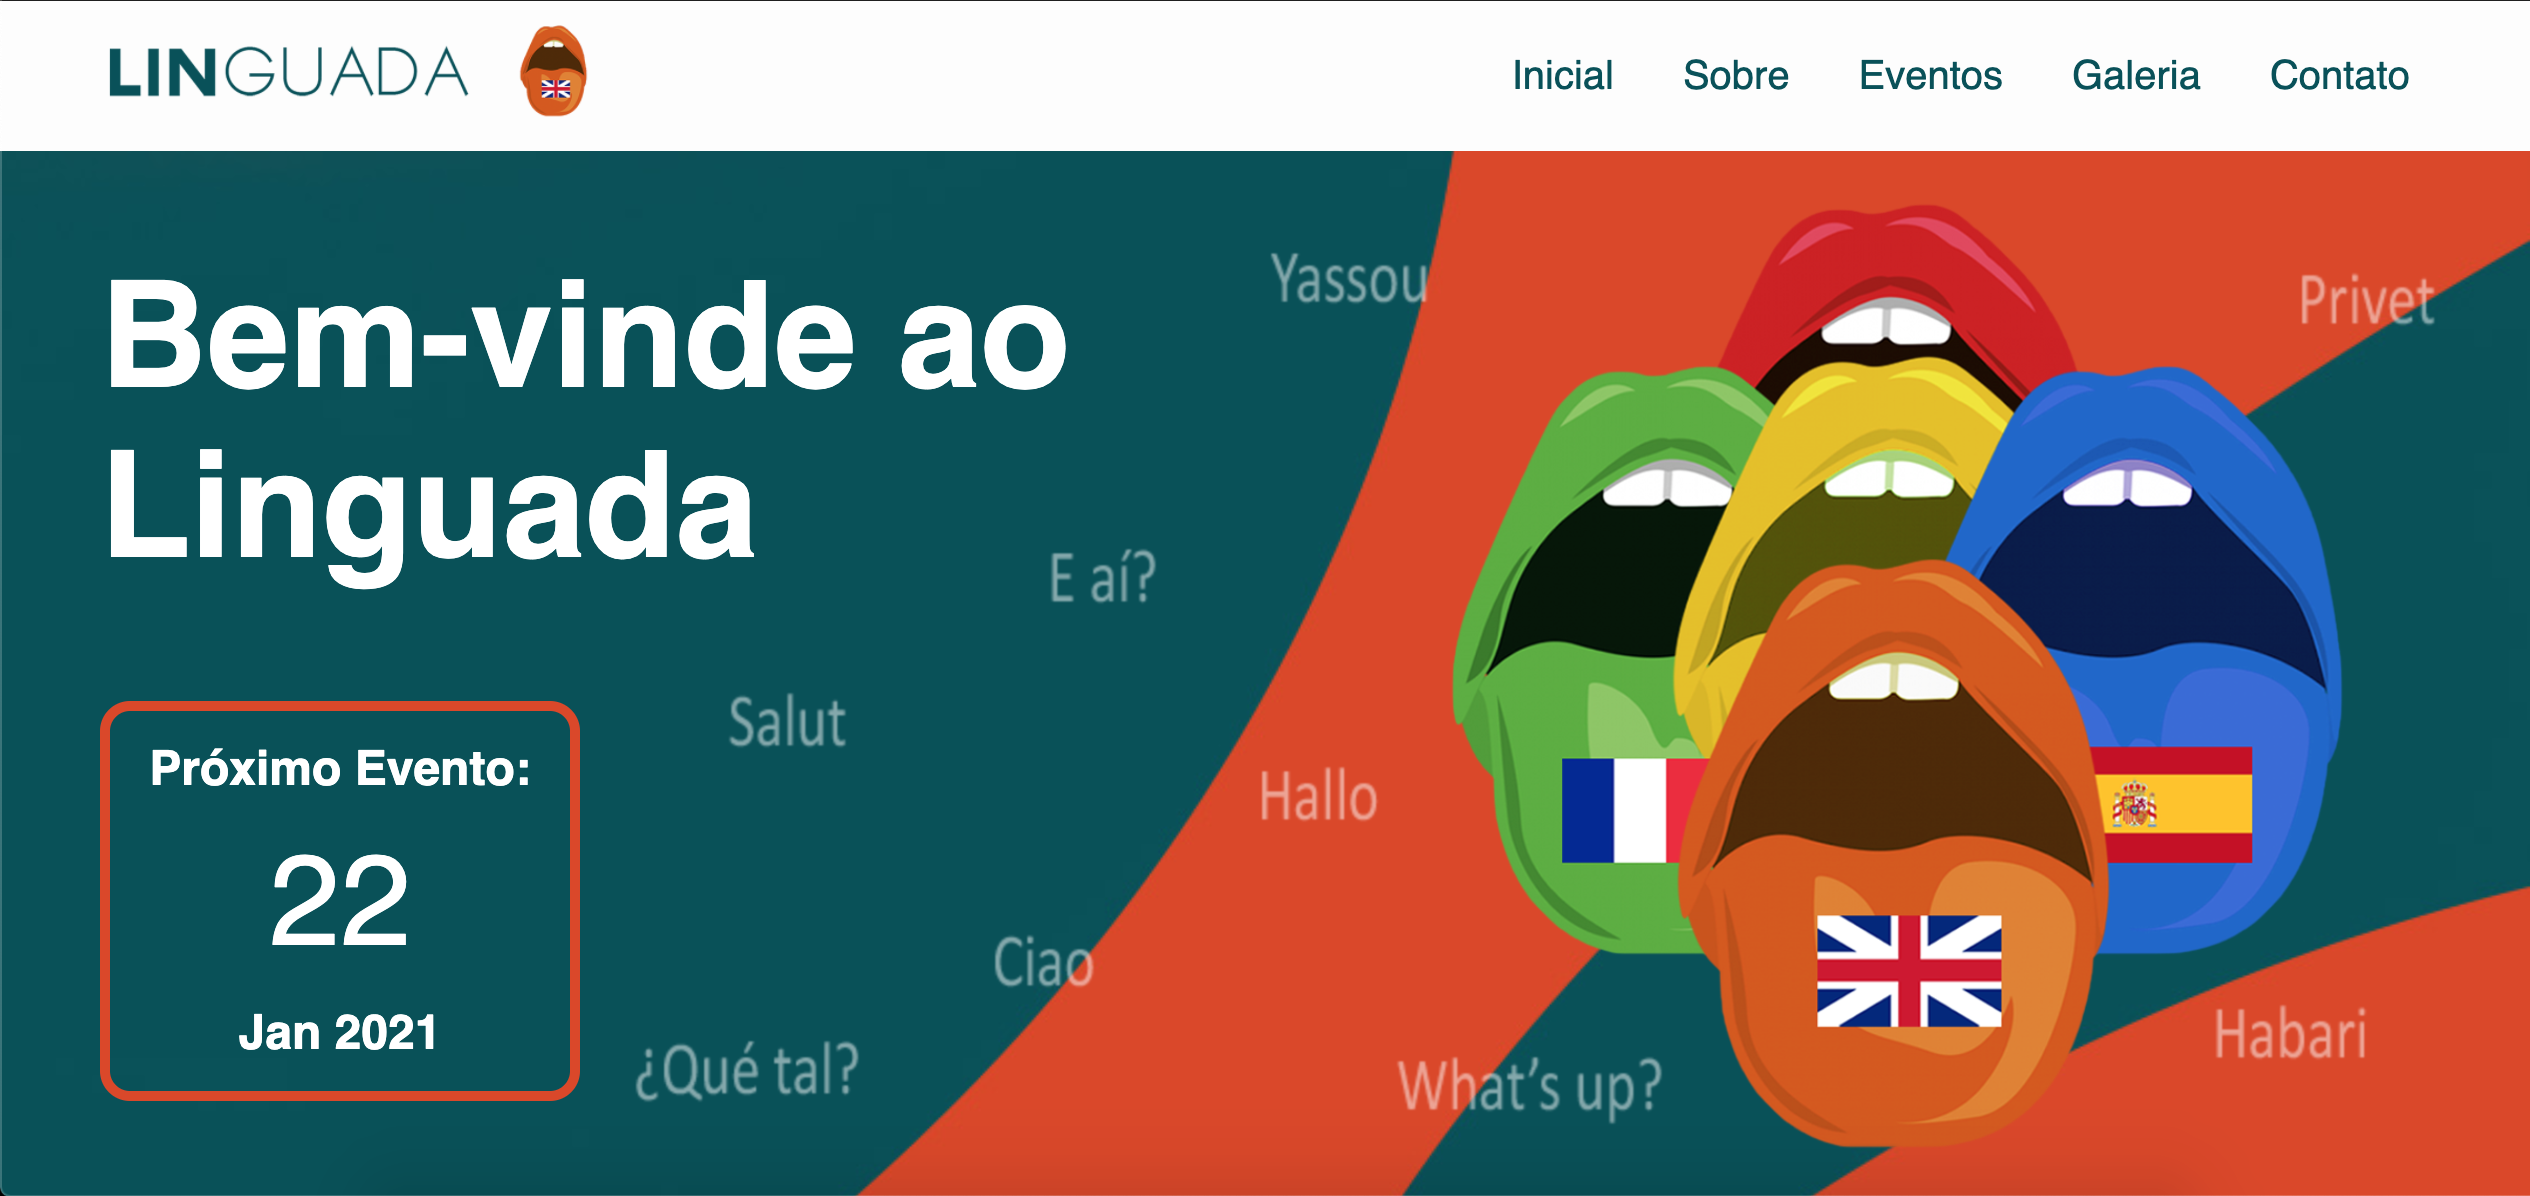 LINGUADA
Inicial Sobre Eventos Galeria Contato
Bem-vinde ao
Linguada
Yassou
Privet
E aí?
Salut
Hallo
Próximo Evento:
22
Jan 2021
Ciao
¿Qué tal?
What's up?
Habari